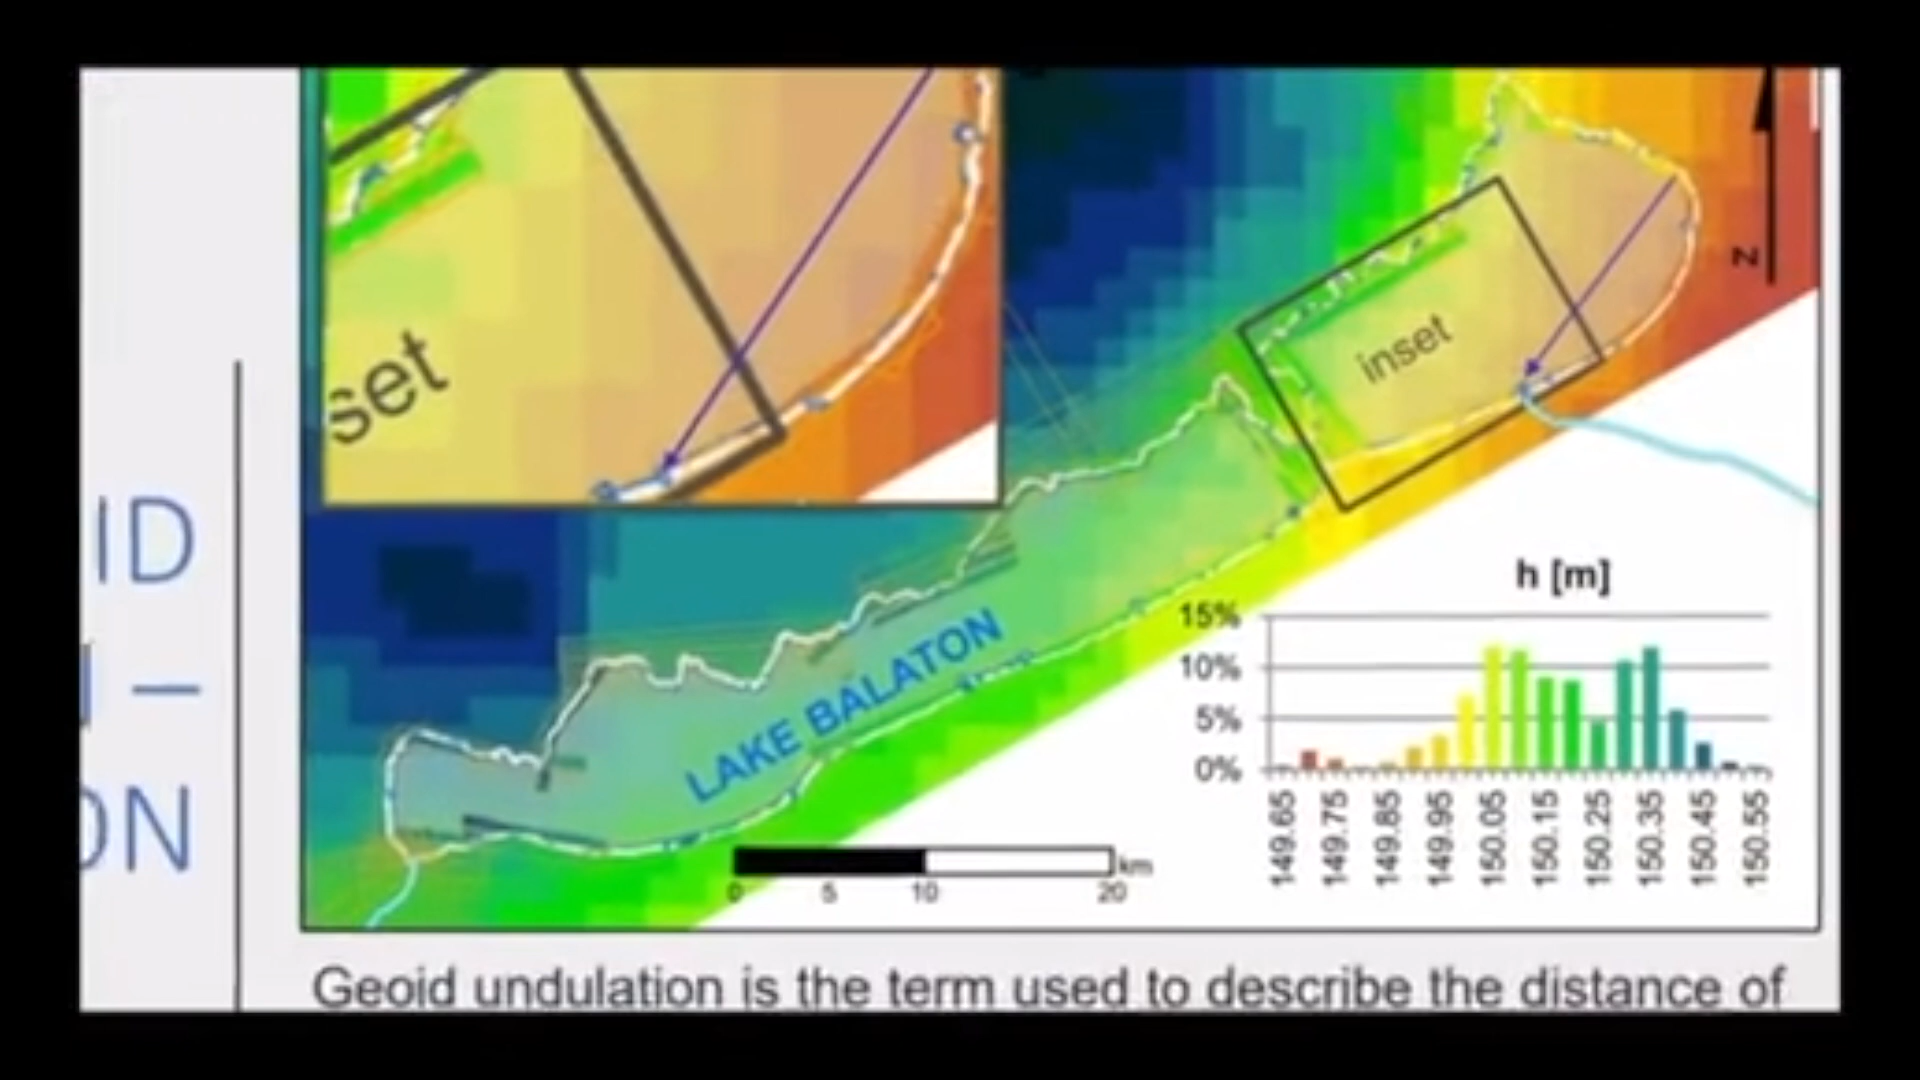 set
inset
N
LAKE BALATON
h [m]
15%
10%
5%
0%
149.65
149.75
149.85
149.95
150.05
150.15
150.25
150.35
150.45
150.55
0 5 10 20 km
ID
–
ON
Geoid undulation is the term used to describe the distance of